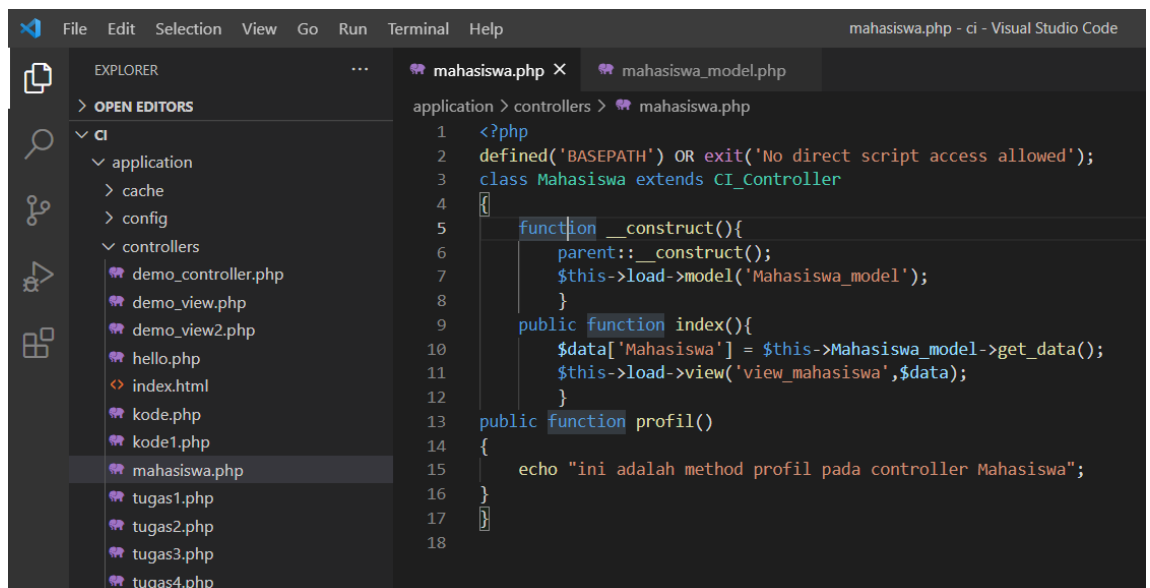 File Edit Selection View Go Run Terminal Help mahasiswa.php - ci - Visual Studio Code
EXPLORER ...
OPEN EDITORS
CI
application
cache
config
controllers
demo_controller.php
demo_view.php
demo_view2.php
hello.php
index.html
kode.php
kode1.php
mahasiswa.php
tugas1.php
tugas2.php
tugas3.php
tugas4.php
mahasiswa.php mahasiswa_model.php
application > controllers > mahasiswa.php
1 <?php
2 defined('BASEPATH') OR exit('No direct script access allowed');
3 class Mahasiswa extends CI_Controller
4 {
5 function __construct(){
6 parent::__construct();
7 $this->load->model('Mahasiswa_model');
8 }
9 public function index(){
10 $data['Mahasiswa'] = $this->Mahasiswa_model->get_data();
11 $this->load->view('view_mahasiswa',$data);
12 }
13 public function profil()
14 {
15 echo "ini adalah method profil pada controller Mahasiswa";
16 }
17 }
18